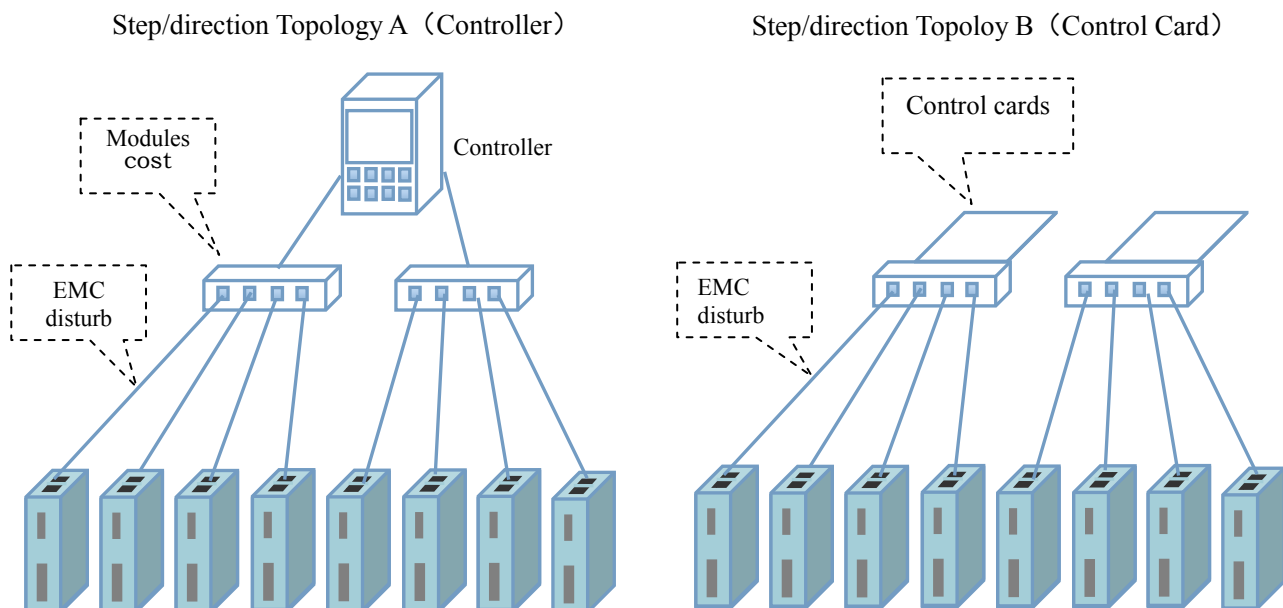 Step/direction Topology A（Controller）
Modules
cost
Controller
EMC
disturb
Step/direction Topoloy B（Control Card）
Control cards
EMC
disturb